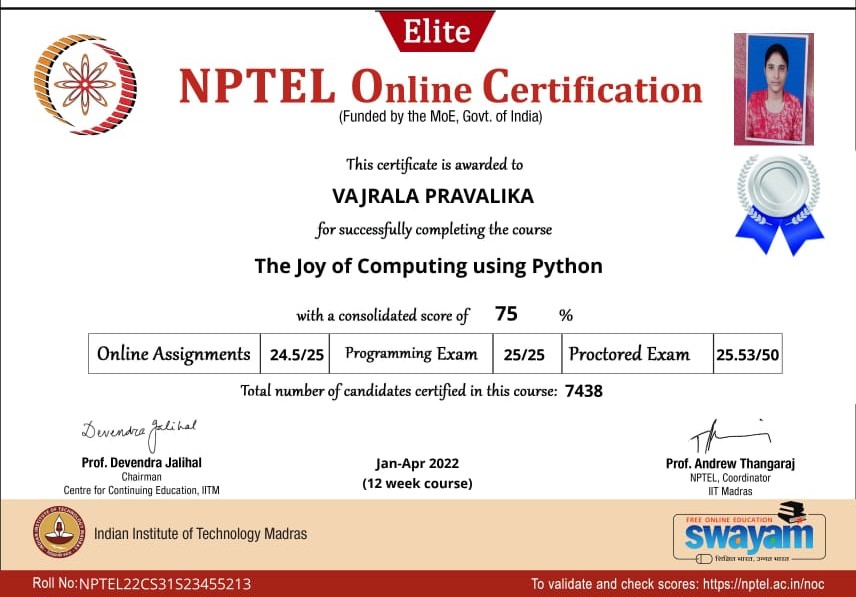 Elite
NPTEL Online Certification
(Funded by the MoE, Govt. of India)
This certificate is awarded to
VAJRALA PRAVALIKA
for successfully completing the course
The Joy of Computing using Python
with a consolidated score of 75 %
Online Assignments 24.5/25 Programming Exam 25/25 Proctored Exam 25.53/50
Total number of candidates certified in this course: 7438
Devendra Jalihal
Prof. Devendra Jalihal
Chairman
Centre for Continuing Education, IITM
Jan-Apr 2022
(12 week course)
Prof. Andrew Thangaraj
NPTEL, Coordinator
IIT Madras
Indian Institute of Technology Madras
FREE ONLINE EDUCATION
swayam
शिक्षित भारत, उन्नत भारत
Roll No: NPTEL22CS31S23455213
To validate and check scores: https://nptel.ac.in/noc